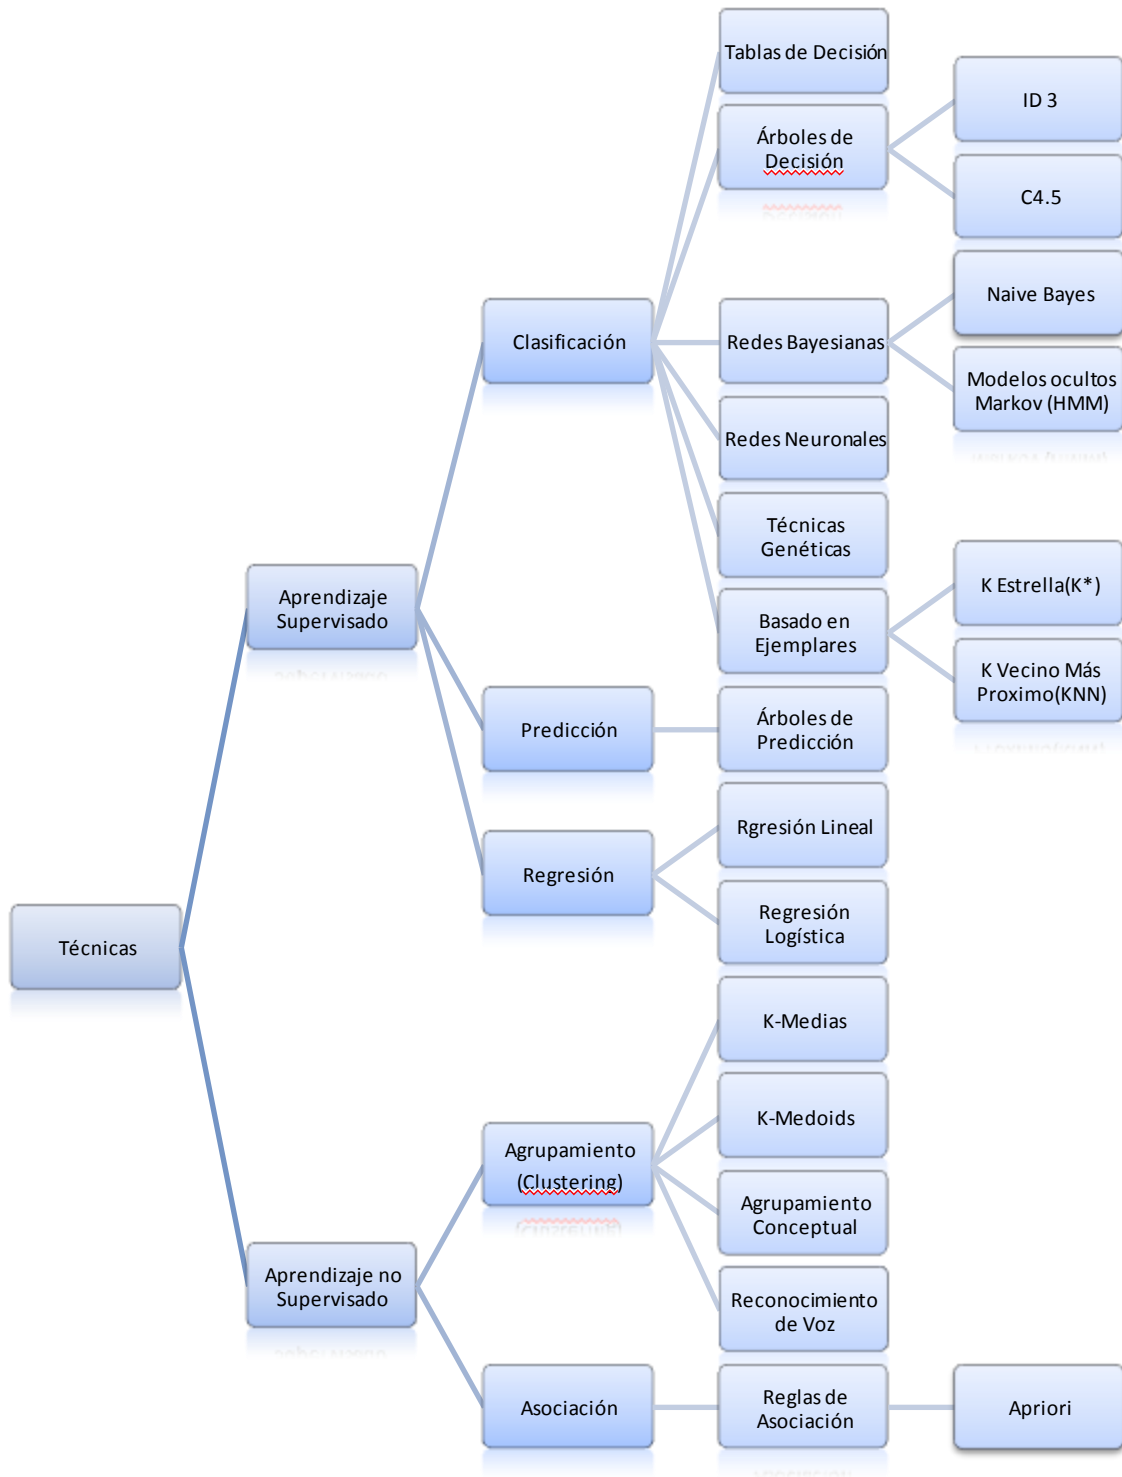 Tablas de Decisión
Árboles de
Decisión
ID 3
C4.5
Clasificación
Redes Bayesianas
Naive Bayes
Modelos ocultos
Markov (HMM)
Redes Neuronales
Técnicas
Genéticas
Aprendizaje
Supervisado
Basado en
Ejemplares
K Estrella(K*)
K Vecino Más
Proximo(KNN)
Predicción
Árboles de
Predicción
Regresión
Rgresión Lineal
Regresión
Logística
Técnicas
K-Medias
K-Medoids
Agrupamiento
(Clustering)
Agrupamiento
Conceptual
Aprendizaje no
Supervisado
Reconocimiento
de Voz
Asociación
Reglas de
Asociación
Apriori